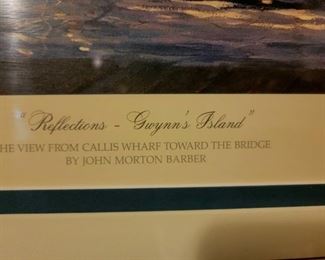 "Reflections - Gwynn's Island"
HE VIEW FROM CALLIS WHARF TOWARD THE BRIDGE
BY JOHN MORTON BARBER